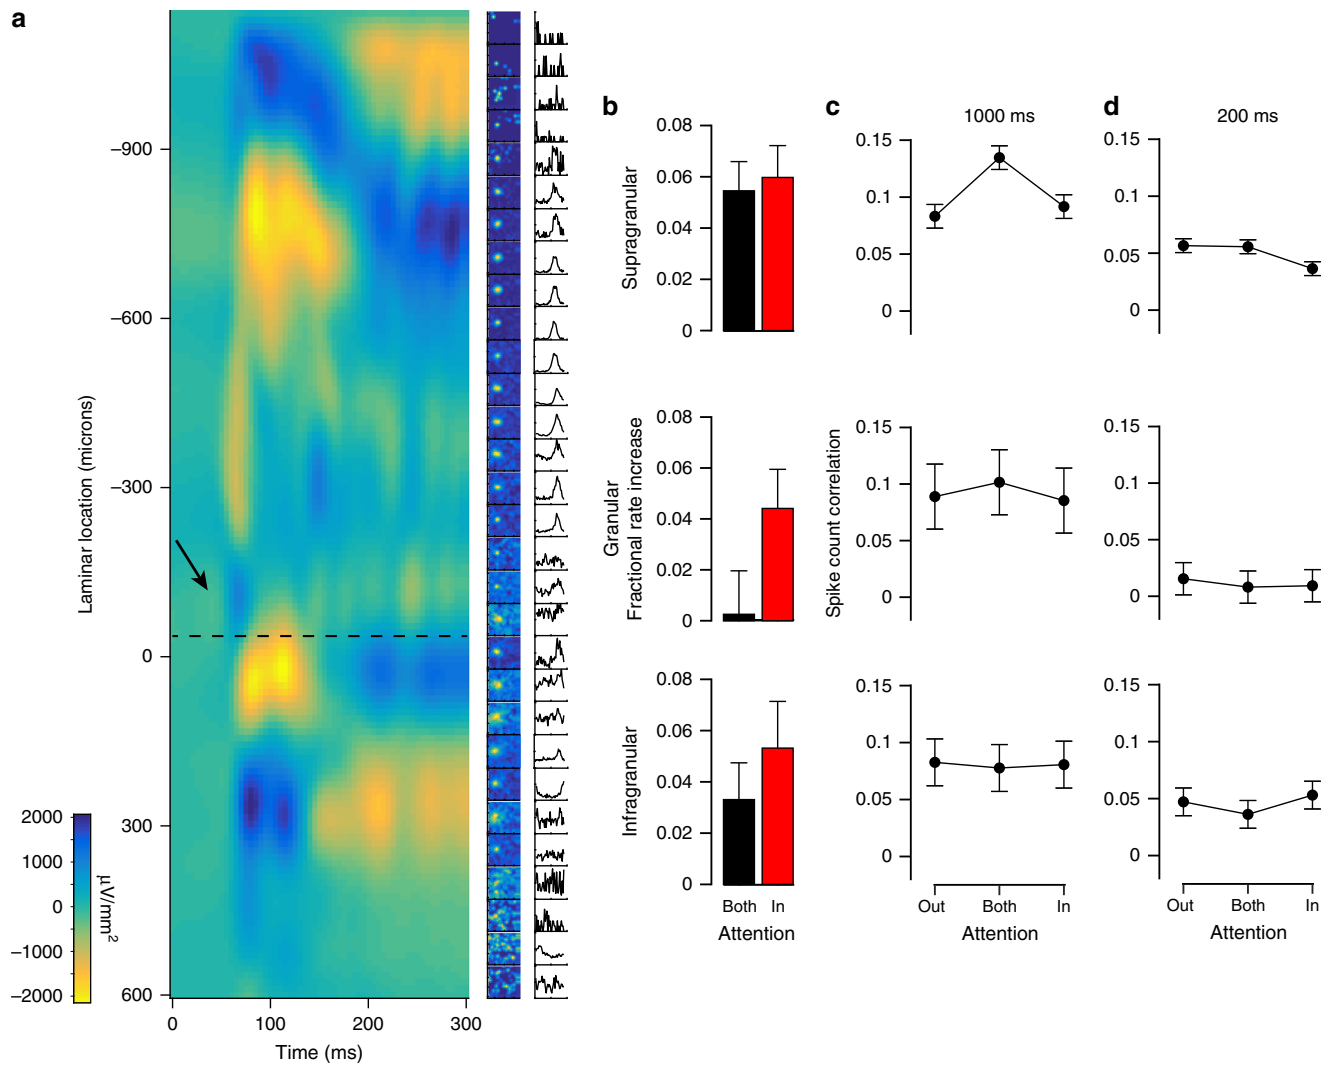 a
Laminar location (microns)
−900
−600
−300
0
300
600
0
100
200
300
Time (ms)
2000
1000
0
−1000
−2000
µV/mm2
b
Supragranular
0.08
0.06
0.04
0.02
0
Granular
Fractional rate increase
0.08
0.06
0.04
0.02
0
Infragranular
0.08
0.06
0.04
0.02
0
Both In
Attention
c
1000 ms
Spike count correlation
0.15
0.1
0.05
0
0.15
0.1
0.05
0
0.15
0.1
0.05
0
Out Both In
Attention
d
200 ms
0.15
0.1
0.05
0
0.15
0.1
0.05
0
0.15
0.1
0.05
0
Out Both In
Attention